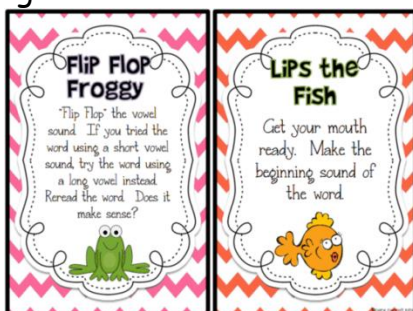 Flip Flop
Froggy
"Flip Flop" the vowel
sound. If you tried the
word using a short vowel
sound, try the word using
a long vowel instead.
Reread the word. Does it
make sense?
Lips the
Fish
Get your mouth
ready. Make the
beginning sound of
the word.